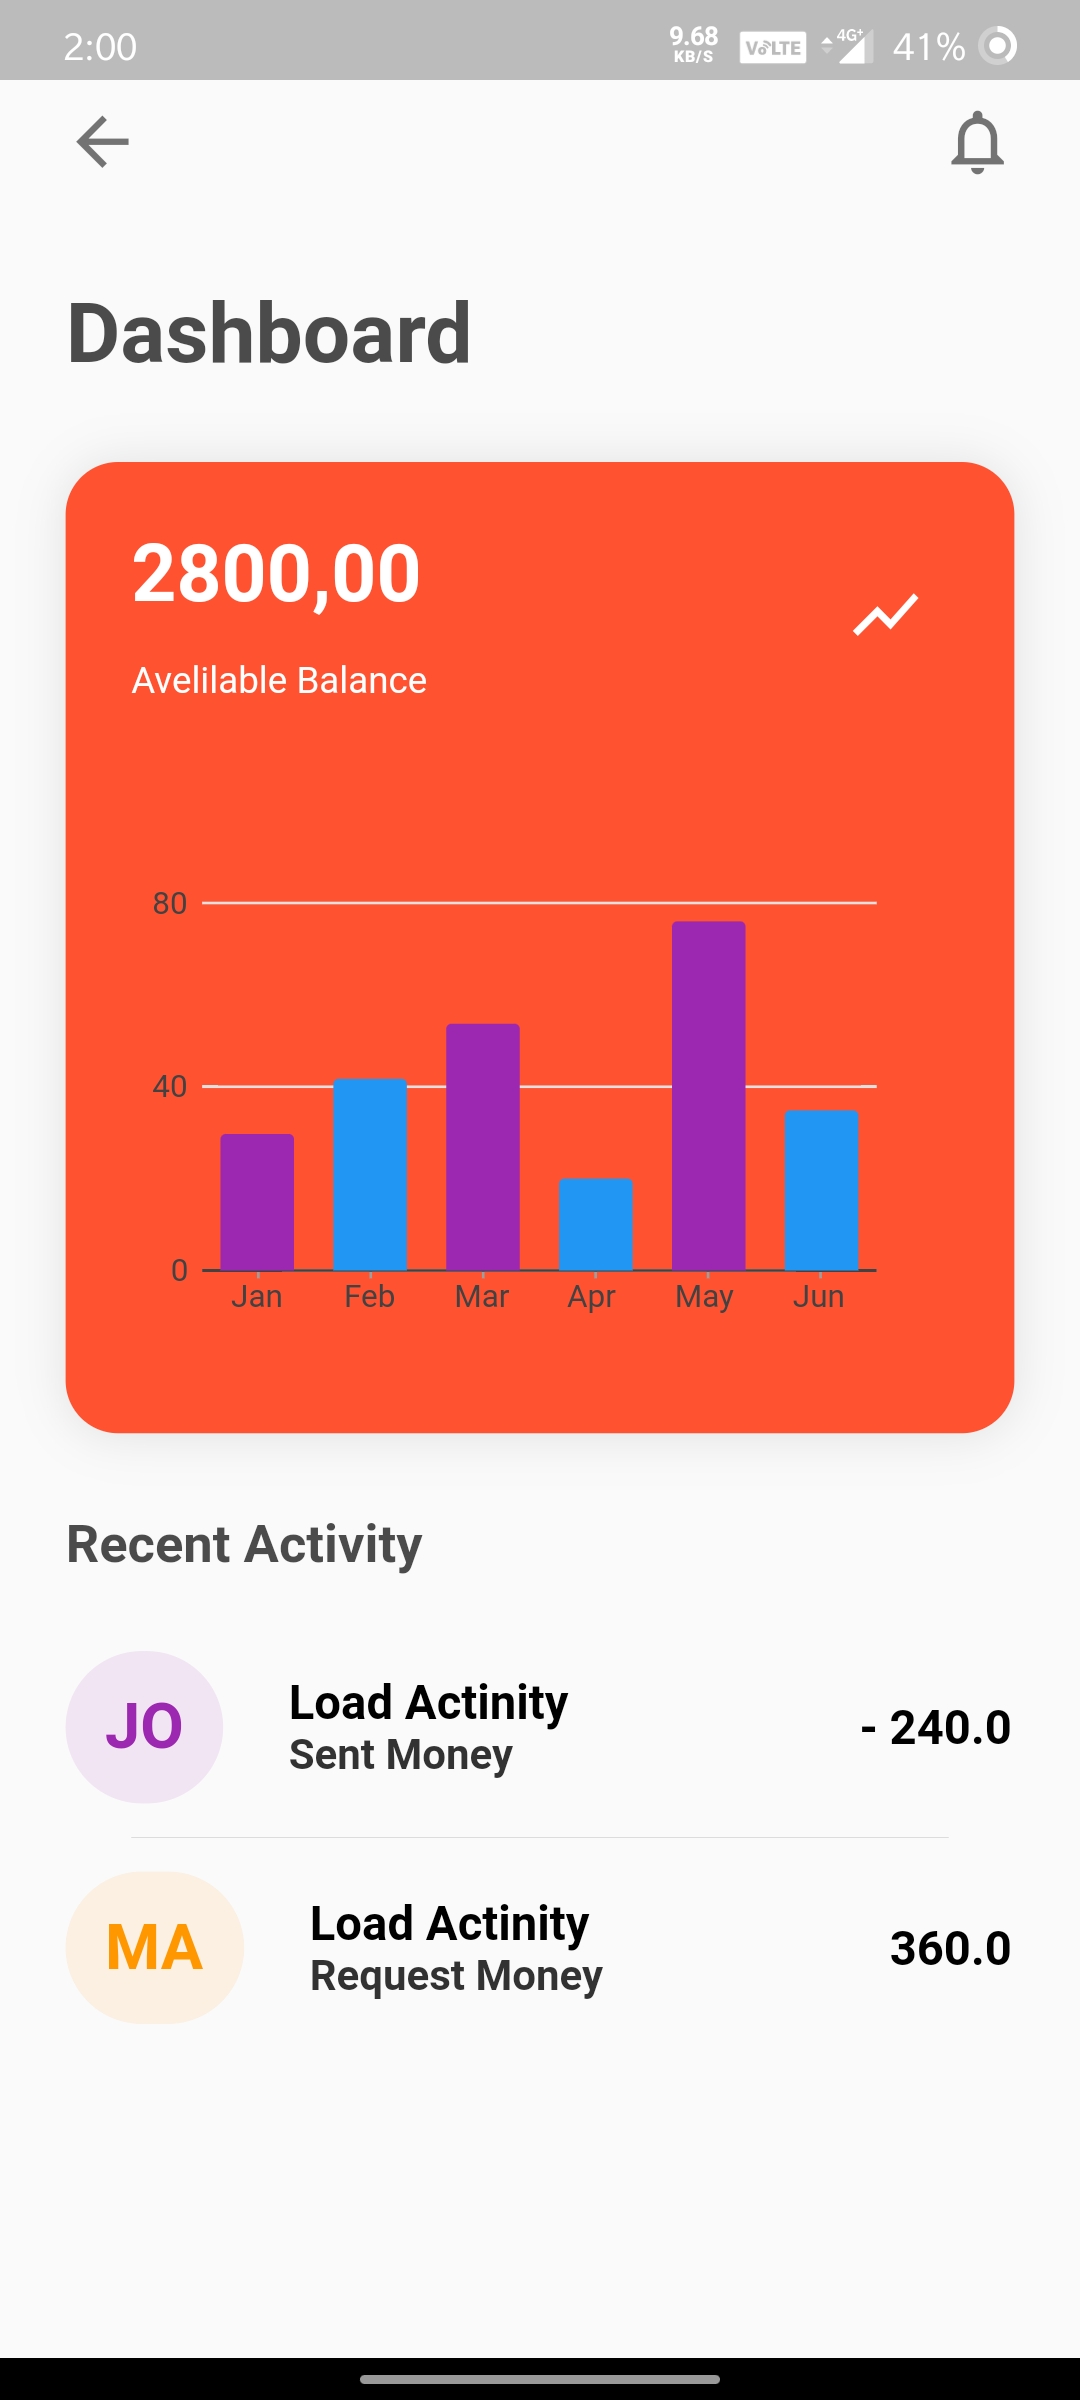 2:00
9.68
KB/S
VoLTE
4G+
41%
Dashboard
2800,00
Avelilable Balance
80
40
0
Jan Feb Mar Apr May Jun
Recent Activity
JO
Load Actinity
Sent Money
- 240.0
MA
Load Actinity
Request Money
360.0